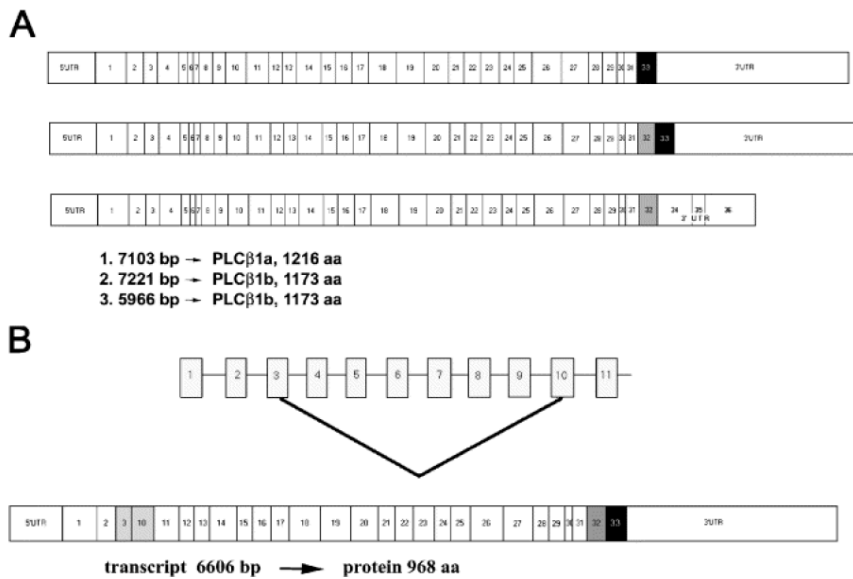 A
5'UTR 1 2 3 4 5 6 7 8 9 10 11 12 13 14 15 16 17 18 19 20 21 22 23 24 25 26 27 28 29 30 31 33 3'UTR
5'UTR 1 2 3 4 5 6 7 8 9 10 11 12 13 14 15 16 17 18 19 20 21 22 23 24 25 26 27 28 29 30 31 32 33 3'UTR
5'UTR 1 2 3 4 5 6 7 8 9 10 11 12 13 14 15 16 17 18 19 20 21 22 23 24 25 26 27 28 29 30 31 32 34 35 36
3' UTR
1. 7103 bp → PLCβ1a, 1216 aa
2. 7221 bp → PLCβ1b, 1173 aa
3. 5966 bp → PLCβ1b, 1173 aa
B
1 2 3 4 5 6 7 8 9 10 11
5'UTR 1 2 3 10 11 12 13 14 15 16 17 18 19 20 21 22 23 24 25 26 27 28 29 30 31 32 33 3'UTR
transcript 6606 bp → protein 968 aa